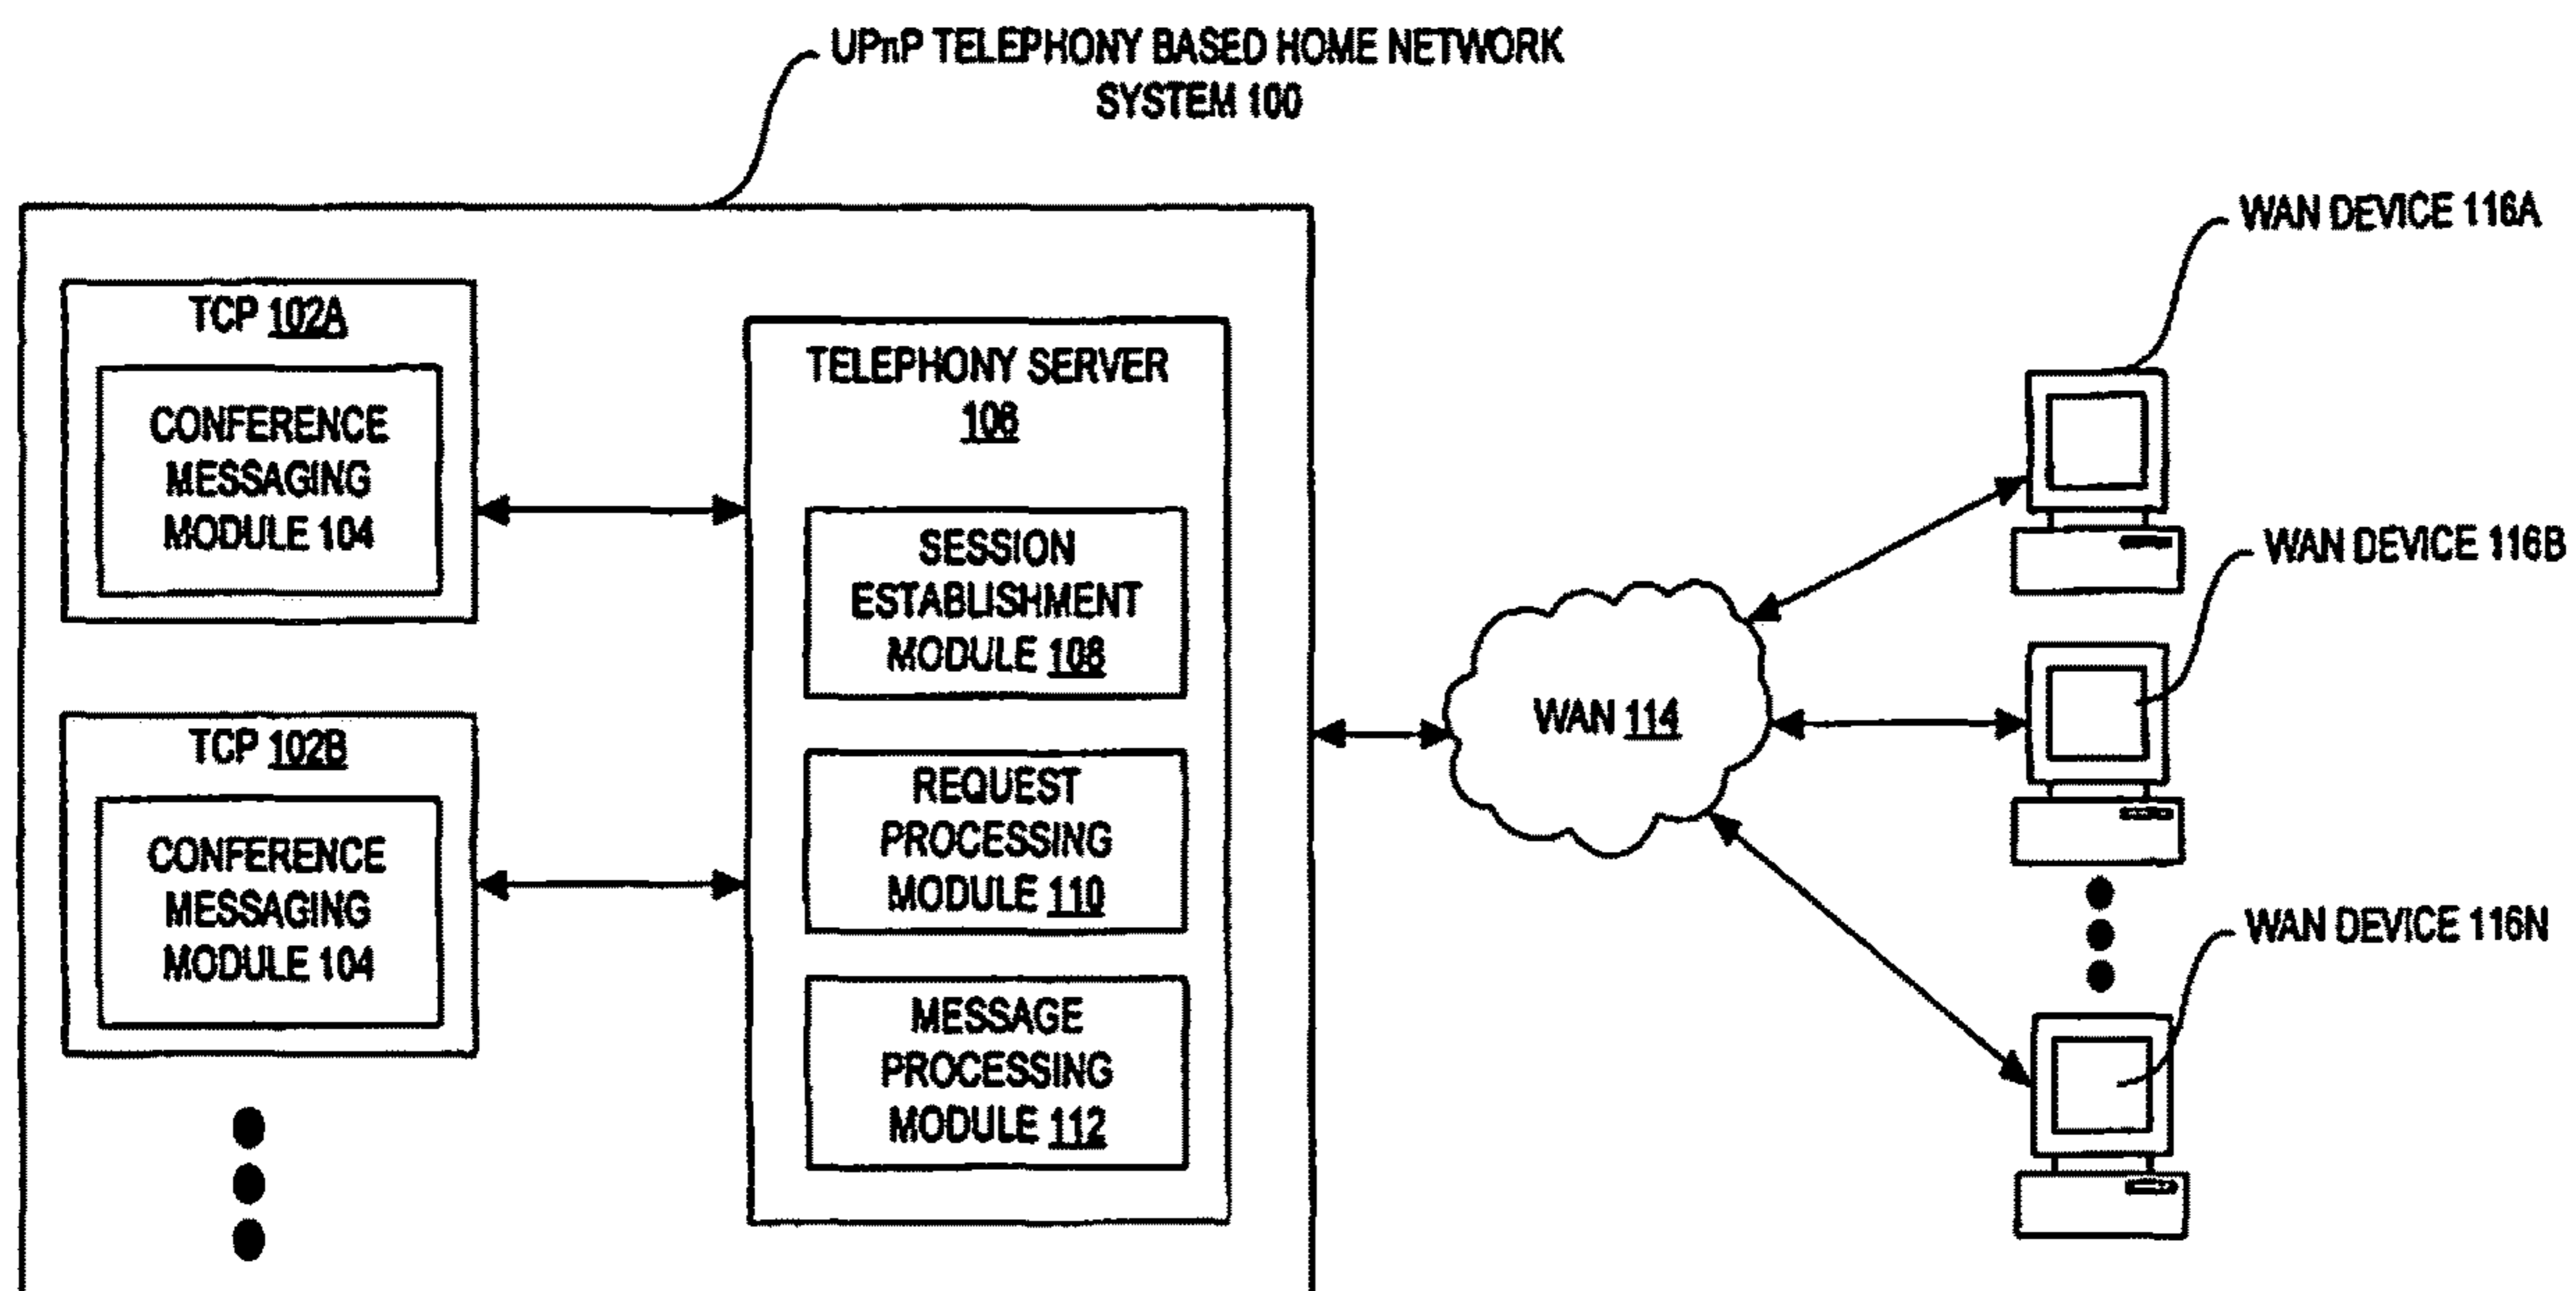 UPnP TELEPHONY BASED HOME NETWORK
SYSTEM 100
WAN DEVICE 116A
TCP 102A
CONFERENCE
MESSAGING
MODULE 104
TELEPHONY SERVER
106
SESSION
ESTABLISHMENT
MODULE 108
WAN DEVICE 116B
WAN 114
TCP 102B
CONFERENCE
MESSAGING
MODULE 104
REQUEST
PROCESSING
MODULE 110
WAN DEVICE 116N
MESSAGE
PROCESSING
MODULE 112